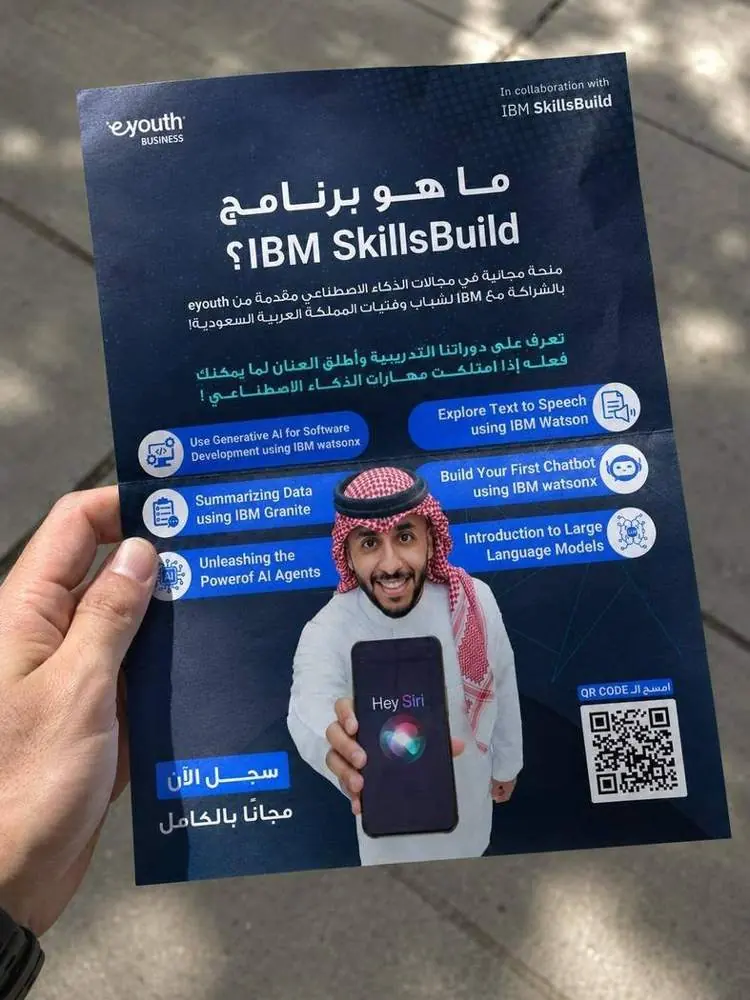 eyouth
BUSINESS
In collaboration with
IBM SkillsBuild
ما هو برنامج
IBM SkillsBuild؟
منحة مجانية في مجالات الذكاء الاصطناعي مقدمة من eyouth
بالشراكة مع IBM لشباب وفتيات المملكة العربية السعودية!
تعرف على دوراتنا التدريبية وأطلق العنان لما يمكنك
فعله إذا امتلكت مهارات الذكاء الاصطناعي !
Use Generative AI for Software
Development using IBM watsonx
Explore Text to Speech
using IBM Watson
Summarizing Data
using IBM Granite
Build Your First Chatbot
using IBM watsonx
Unleashing the
Powerof AI Agents
AI
Introduction to Large
Language Models
Hey Siri
امسح الـ QR CODE
سجل الآن
مجانًا بالكامل